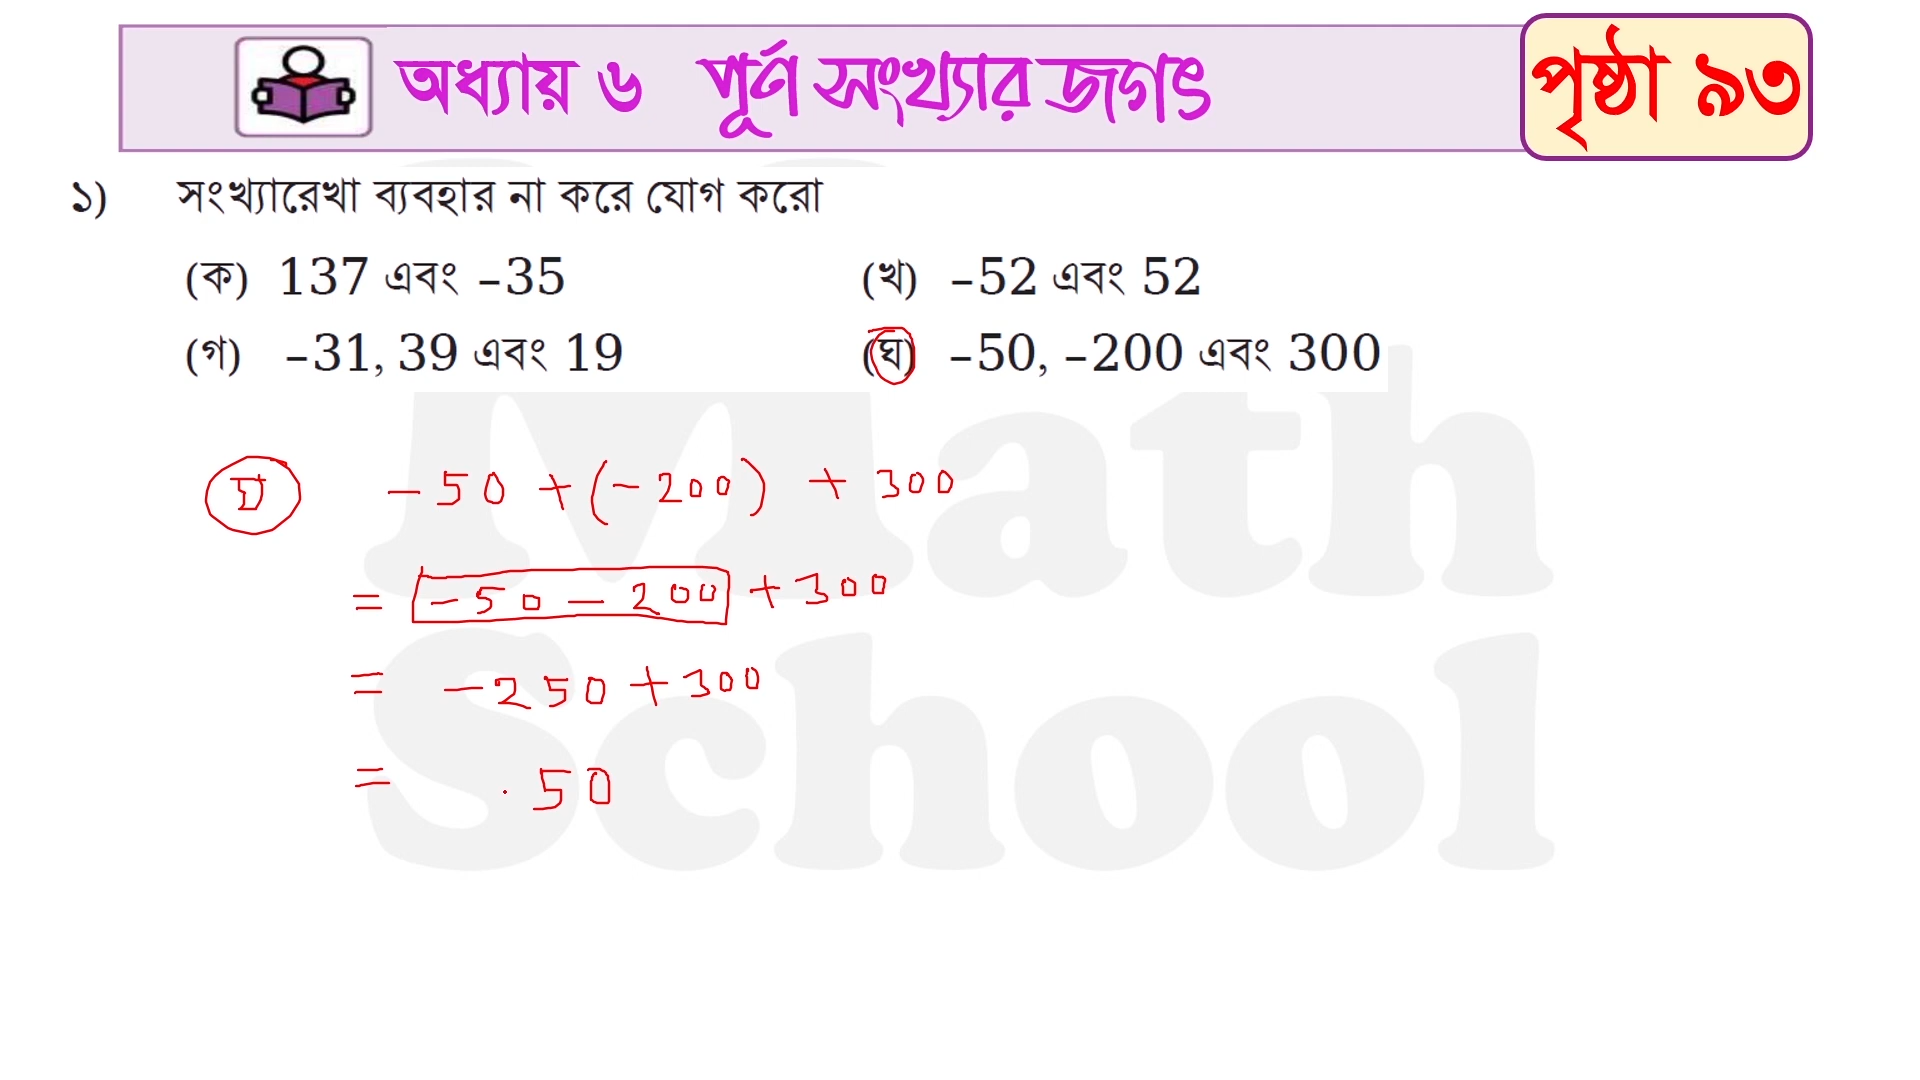 অধ্যায় ৬ পূর্ণ সংখ্যার জগৎ
পৃষ্ঠা ৯৩
১) সংখ্যারেখা ব্যবহার না করে যোগ করো
(ক) 137 এবং –35 (খ) –52 এবং 52
(গ) –31, 39 এবং 19 (ঘ) –50, –200 এবং 300
ঘ - 50 + (- 200) + 300
= - 50 - 200 + 300
= - 250 + 300
= 50
Math
School